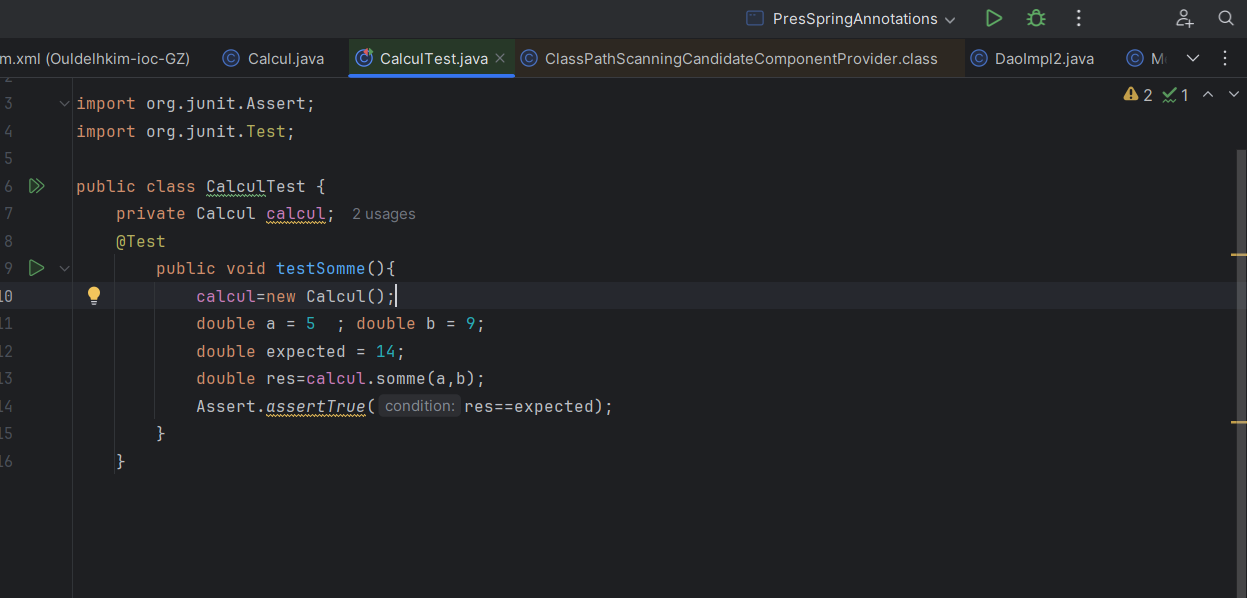 PresSpringAnnotations
m.xml (Ouldelhkim-ioc-GZ) Calcul.java CalculTest.java ClassPathScanningCandidateComponentProvider.class DaoImpl2.java M
2 1
3 import org.junit.Assert;
4 import org.junit.Test;
5
6 public class CalculTest {
7 private Calcul calcul; 2 usages
8 @Test
9 public void testSomme(){
10 calcul=new Calcul();
11 double a = 5  ; double b = 9;
12 double expected = 14;
13 double res=calcul.somme(a,b);
14 Assert.assertTrue( condition: res==expected);
15 }
16 }